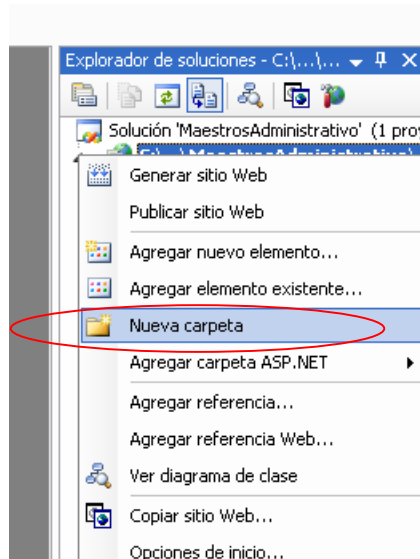 Explorador de soluciones - C:\...\...
Solución 'MaestrosAdministrativo' (1 proy
C:\...\MaestrosAdministrativo\
Generar sitio Web
Publicar sitio Web
Agregar nuevo elemento...
Agregar elemento existente...
Nueva carpeta
Agregar carpeta ASP.NET
Agregar referencia...
Agregar referencia Web...
Ver diagrama de clase
Copiar sitio Web...
Opciones de inicio...